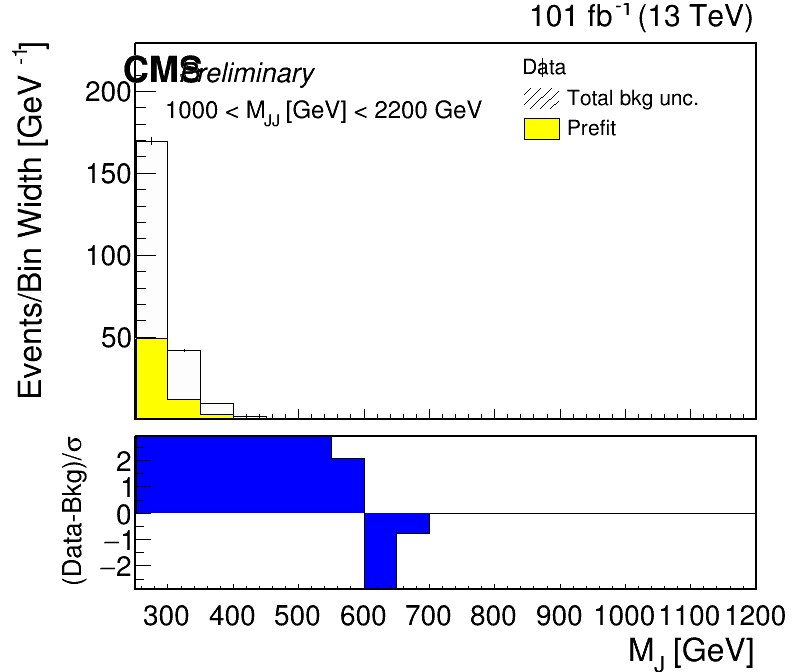 101 fb⁻¹ (13 TeV)
CMS Preliminary
Data
Total bkg unc.
Prefit
1000 < M_JJ [GeV] < 2200 GeV
Events/Bin Width [GeV⁻¹]
200
150
100
50
(Data-Bkg)/σ
2
1
0
−1
−2
300 400 500 600 700 800 900 1000 1100 1200
M_J [GeV]